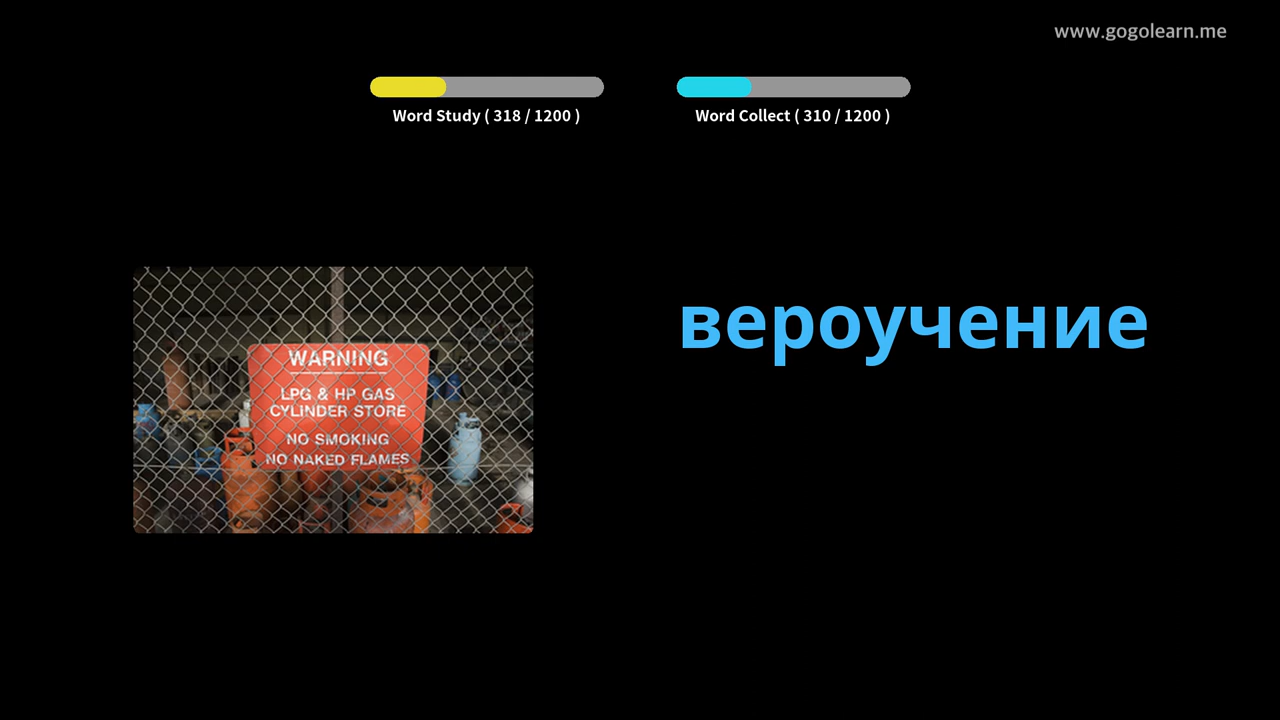 www.gogolearn.me
Word Study ( 318 / 1200 )
Word Collect ( 310 / 1200 )
вероучение
WARNING
LPG & HP GAS
CYLINDER STORE
NO SMOKING
NO NAKED FLAMES